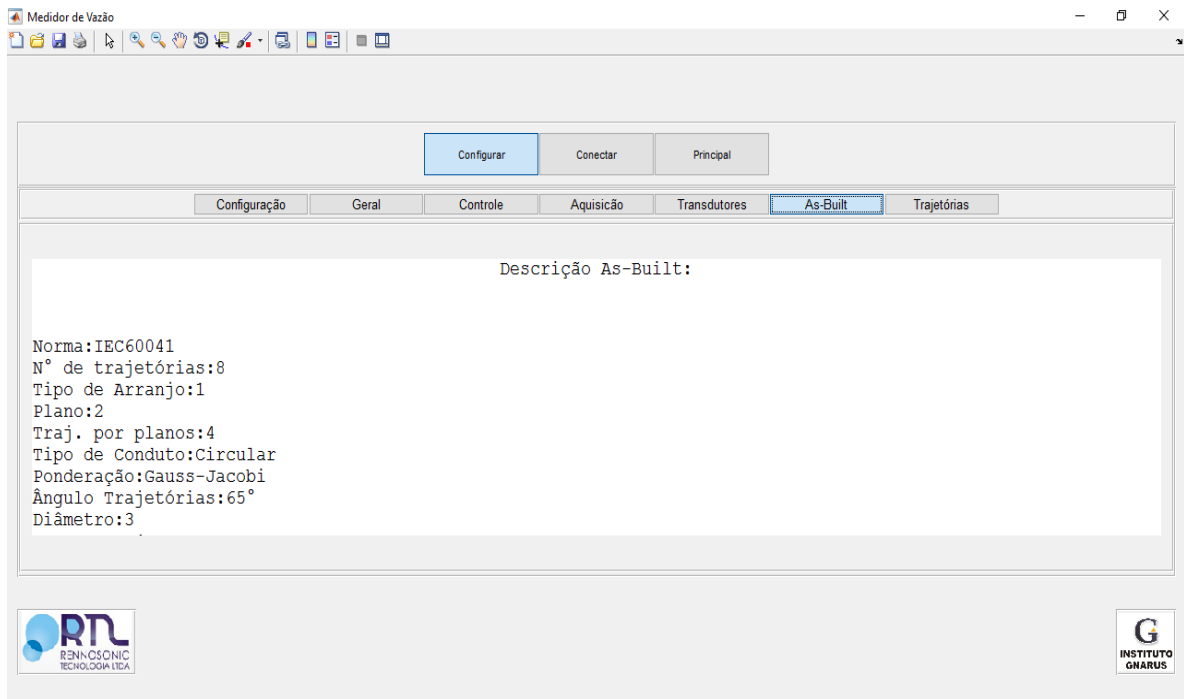 Medidor de Vazão
Configurar Conectar Principal
Configuração Geral Controle Aquisicão Transdutores As-Built Trajetórias
Descrição As-Built:
Norma:IEC60041
N° de trajetórias:8
Tipo de Arranjo:1
Plano:2
Traj. por planos:4
Tipo de Conduto:Circular
Ponderação:Gauss-Jacobi
Ângulo Trajetórias:65°
Diâmetro:3
RTL
RENNOSONIC
TECNOLOGIA LTDA
G
INSTITUTO
GNARUS